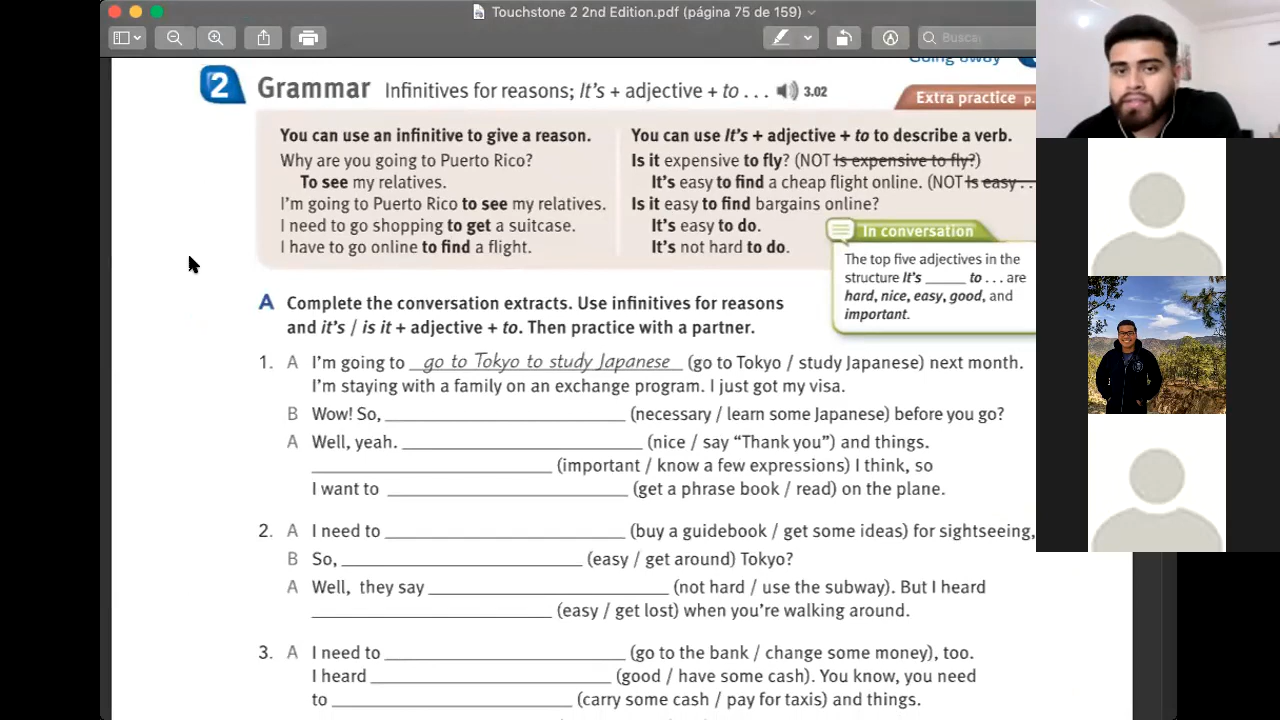 Touchstone 2 2nd Edition.pdf (página 75 de 159)
Busca
Going away
2 Grammar Infinitives for reasons; It's + adjective + to . . . 3.02
Extra practice p.
You can use an infinitive to give a reason.
Why are you going to Puerto Rico?
To see my relatives.
I'm going to Puerto Rico to see my relatives.
I need to go shopping to get a suitcase.
I have to go online to find a flight.
You can use It's + adjective + to to describe a verb.
Is it expensive to fly? (NOT Is expensive to fly?)
It's easy to find a cheap flight online. (NOT Is easy . .
Is it easy to find bargains online?
It's easy to do.
It's not hard to do.
In conversation
The top five adjectives in the
structure It's _____ to . . . are
hard, nice, easy, good, and
important.
A Complete the conversation extracts. Use infinitives for reasons
and it's / is it + adjective + to. Then practice with a partner.
1. A I'm going to go to Tokyo to study Japanese (go to Tokyo / study Japanese) next month.
I'm staying with a family on an exchange program. I just got my visa.
B Wow! So, ____________________ (necessary / learn some Japanese) before you go?
A Well, yeah. ____________________ (nice / say "Thank you") and things.
____________________ (important / know a few expressions) I think, so
I want to ____________________ (get a phrase book / read) on the plane.
2. A I need to ____________________ (buy a guidebook / get some ideas) for sightseeing,
B So, ____________________ (easy / get around) Tokyo?
A Well, they say ____________________ (not hard / use the subway). But I heard
____________________ (easy / get lost) when you're walking around.
3. A I need to ____________________ (go to the bank / change some money), too.
I heard ____________________ (good / have some cash). You know, you need
to ____________________ (carry some cash / pay for taxis) and things.